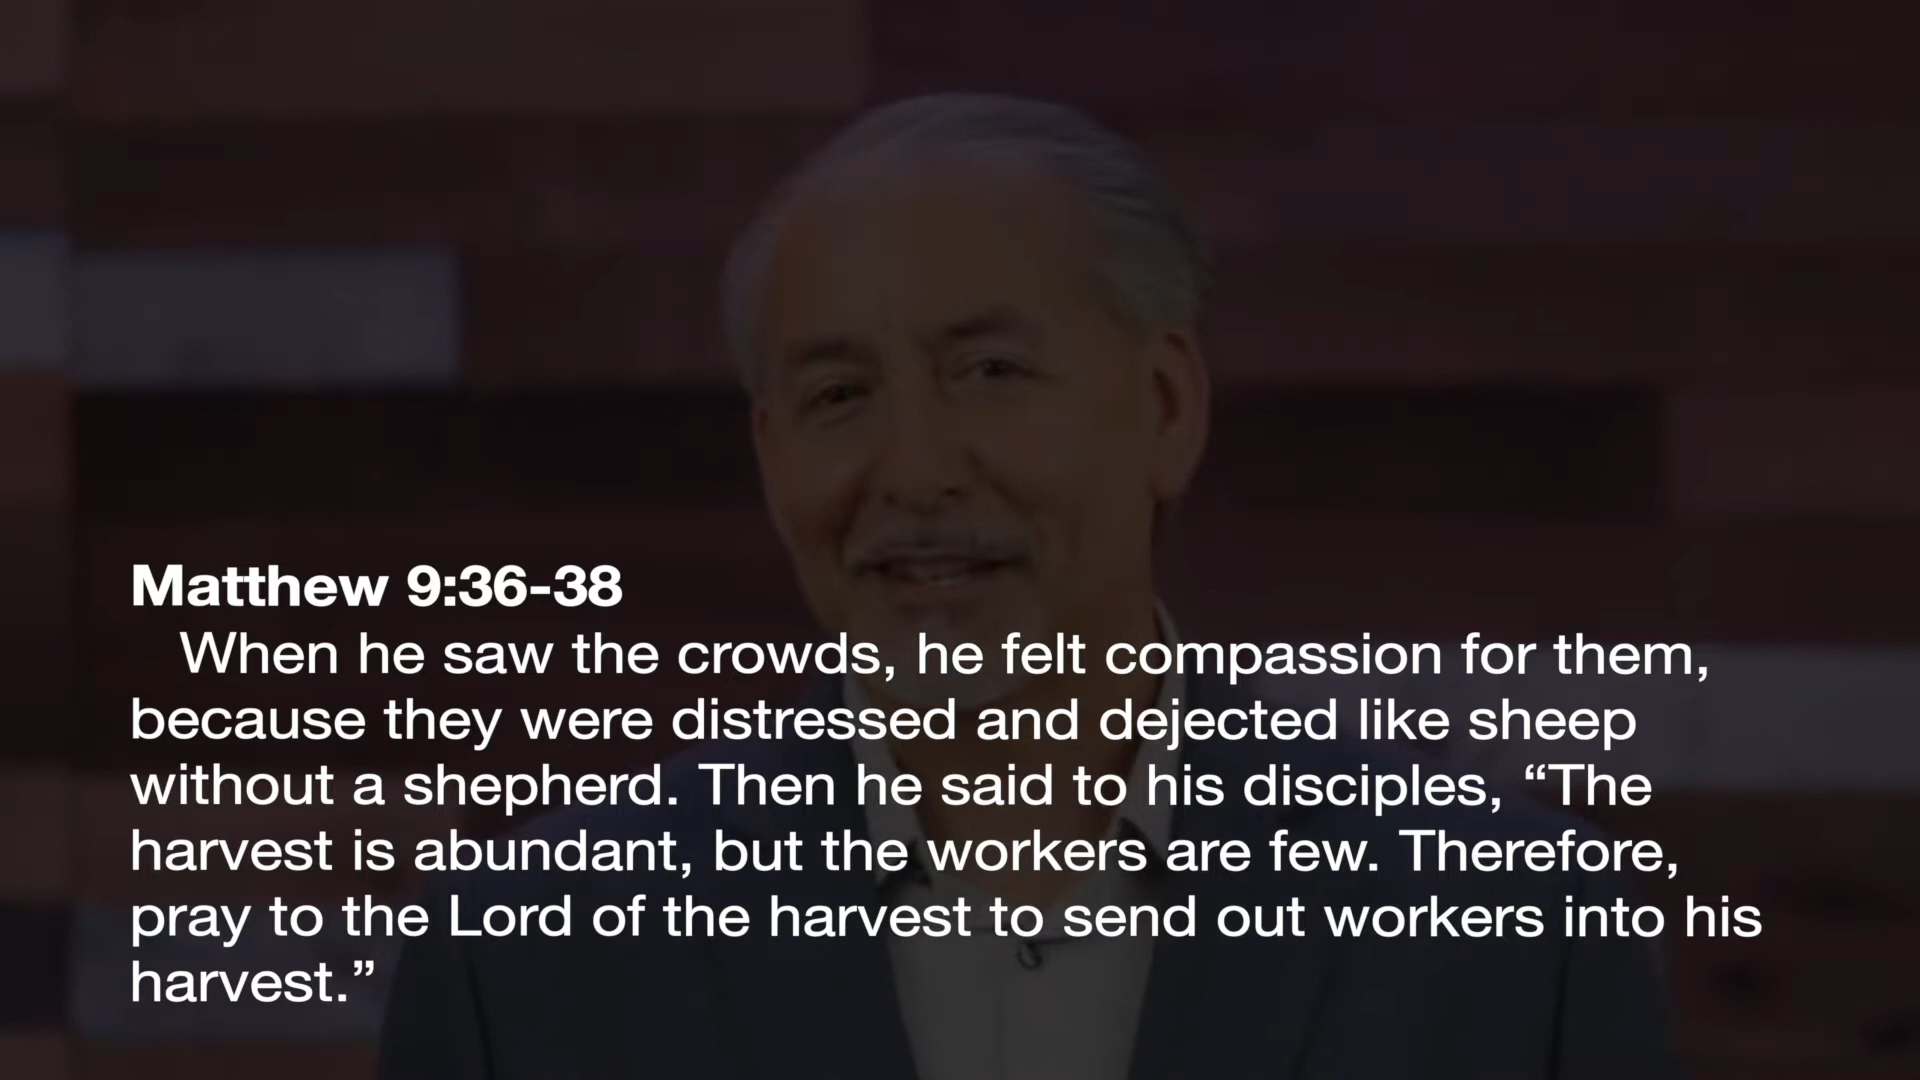 Matthew 9:36-38
When he saw the crowds, he felt compassion for them,
because they were distressed and dejected like sheep
without a shepherd. Then he said to his disciples, “The
harvest is abundant, but the workers are few. Therefore,
pray to the Lord of the harvest to send out workers into his
harvest.”